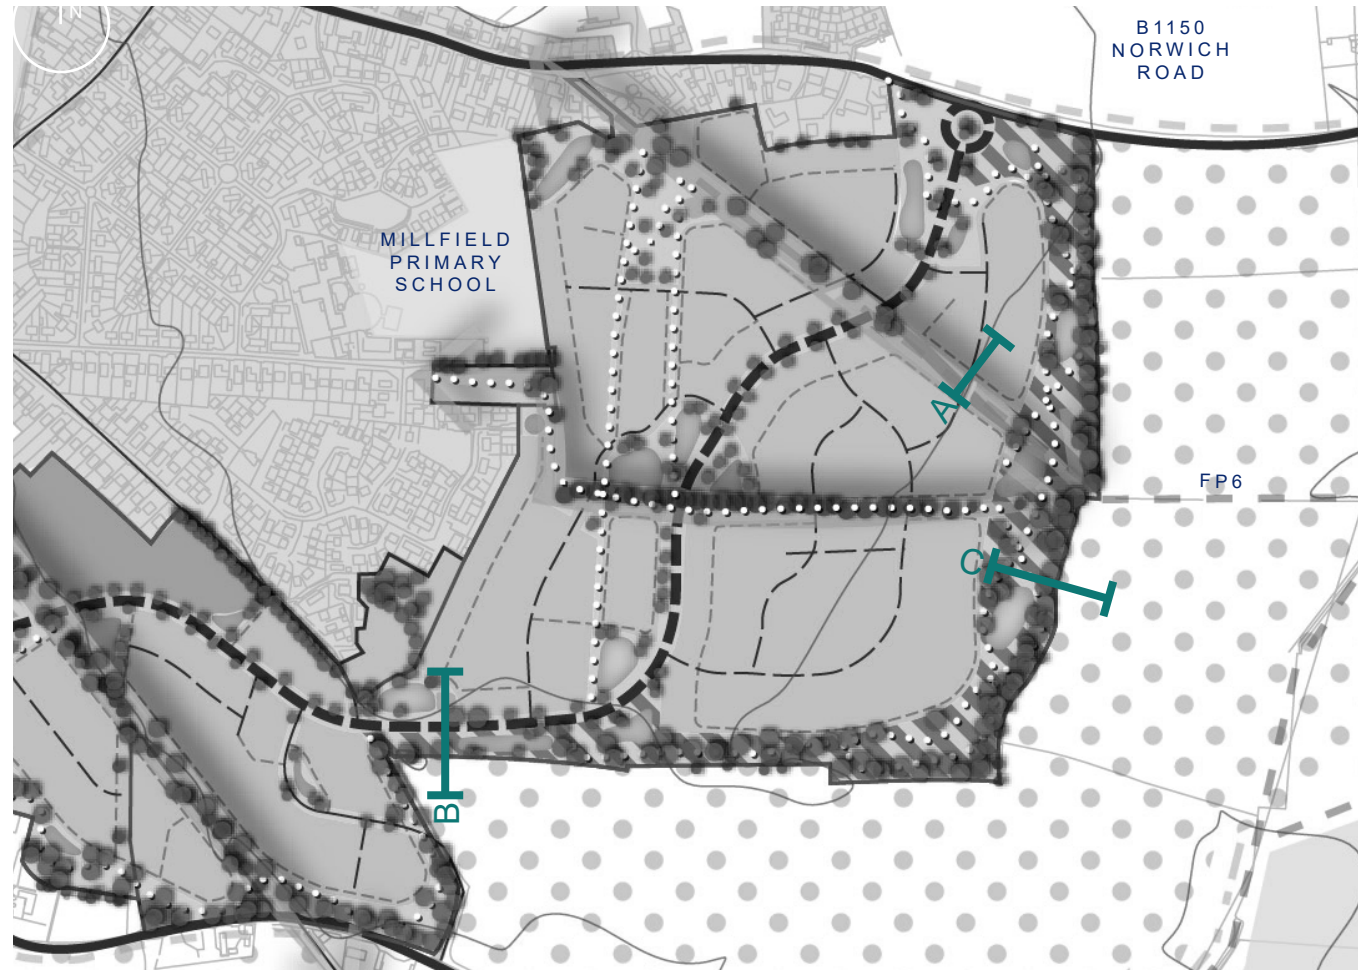 N
B1150
NORWICH
ROAD
MILLFIELD
PRIMARY
SCHOOL
A
FP6
C
B